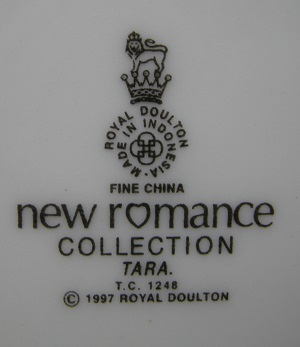 ROYAL DOULTON
MADE IN INDONESIA
FINE CHINA
new romance
COLLECTION
TARA.
T.C. 1248
© 1997 ROYAL DOULTON